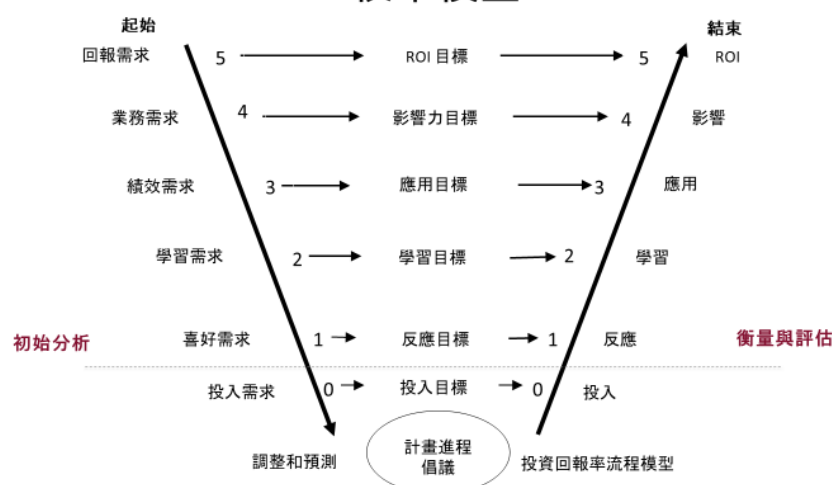 起始
結束
回報需求 5 ROI 目標 5 ROI
業務需求 4 影響力目標 4 影響
績效需求 3 應用目標 3 應用
學習需求 2 學習目標 2 學習
初始分析 喜好需求 1 反應目標 1 反應 衡量與評估
投入需求 0 投入目標 0 投入
調整和預測
計畫進程
倡議
投資回報率流程模型